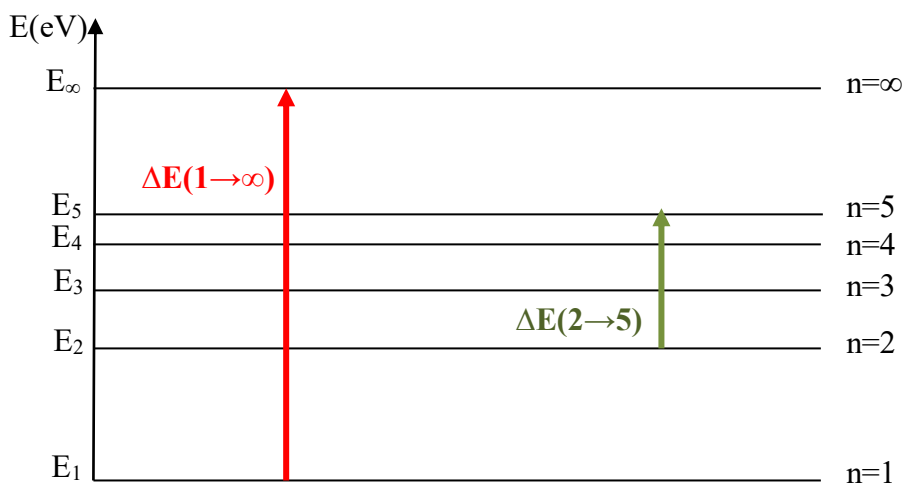 E(eV)
E∞ n=∞
ΔE(1→∞)
E₅ n=5
E₄ n=4
E₃ n=3
ΔE(2→5)
E₂ n=2
E₁ n=1